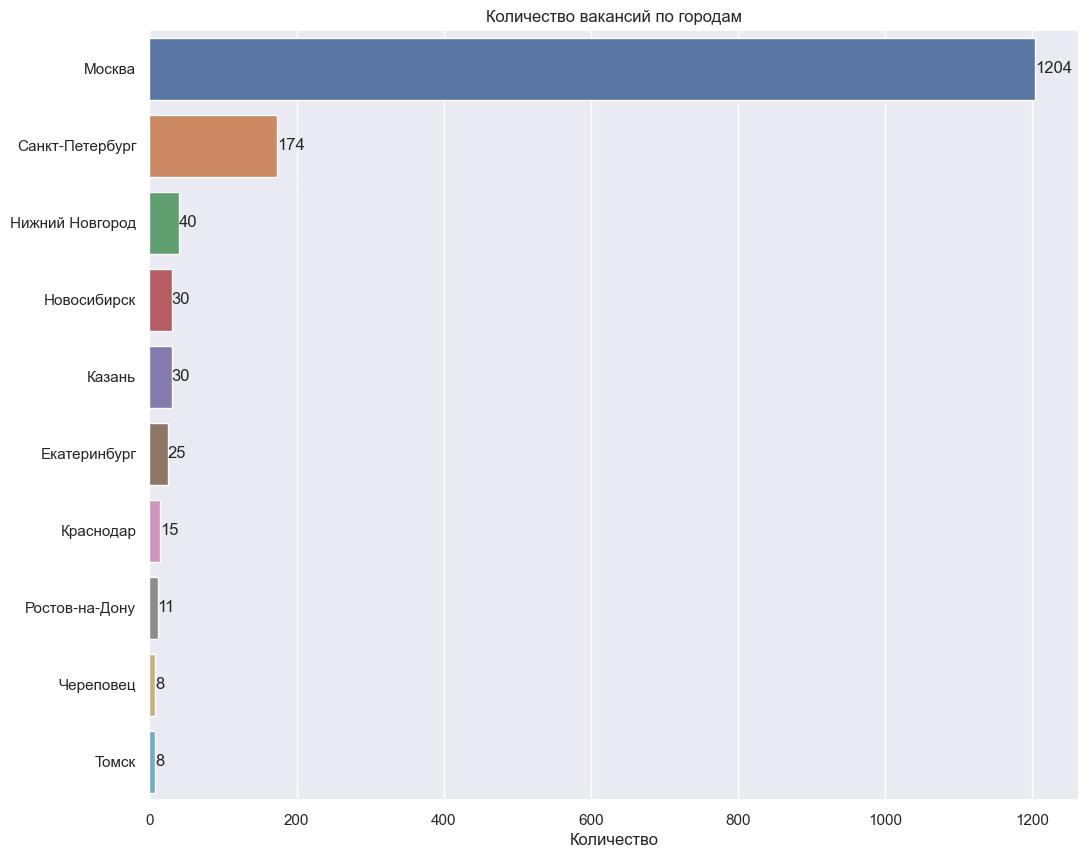 Количество вакансий по городам
Москва
1204
Санкт-Петербург
174
Нижний Новгород
40
Новосибирск
30
Казань
30
Екатеринбург
25
Краснодар
15
Ростов-на-Дону
11
Череповец
8
Томск
8
0 200 400 600 800 1000 1200
Количество